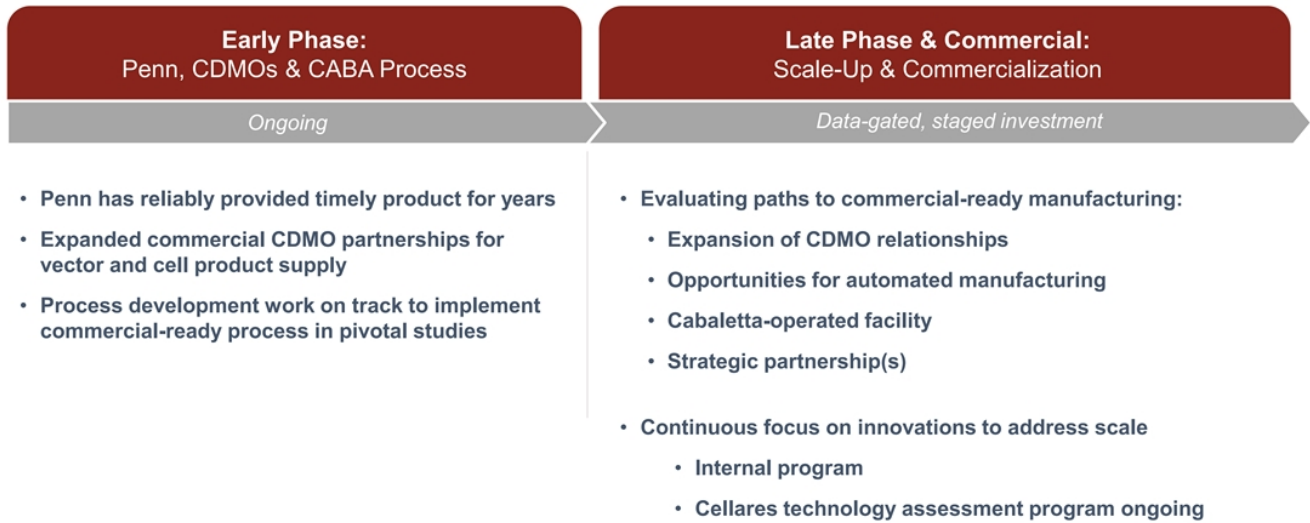 Early Phase:
Penn, CDMOs & CABA Process
Ongoing
• Penn has reliably provided timely product for years
• Expanded commercial CDMO partnerships for
vector and cell product supply
• Process development work on track to implement
commercial-ready process in pivotal studies
Late Phase & Commercial:
Scale-Up & Commercialization
Data-gated, staged investment
• Evaluating paths to commercial-ready manufacturing:
• Expansion of CDMO relationships
• Opportunities for automated manufacturing
• Cabaletta-operated facility
• Strategic partnership(s)
• Continuous focus on innovations to address scale
• Internal program
• Cellares technology assessment program ongoing